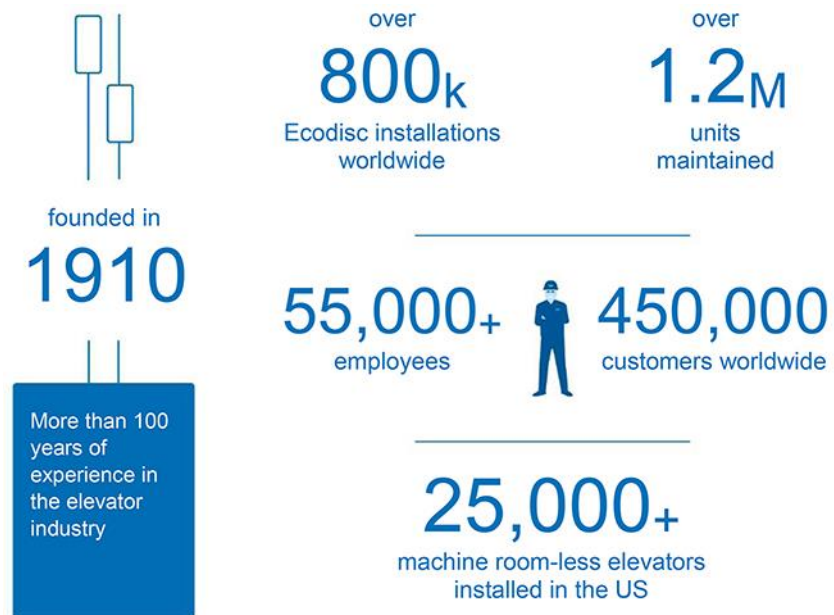 founded in
1910
More than 100
years of
experience in
the elevator
industry
over
800k
Ecodisc installations
worldwide
over
1.2M
units
maintained
55,000+
employees
450,000
customers worldwide
25,000+
machine room-less elevators
installed in the US